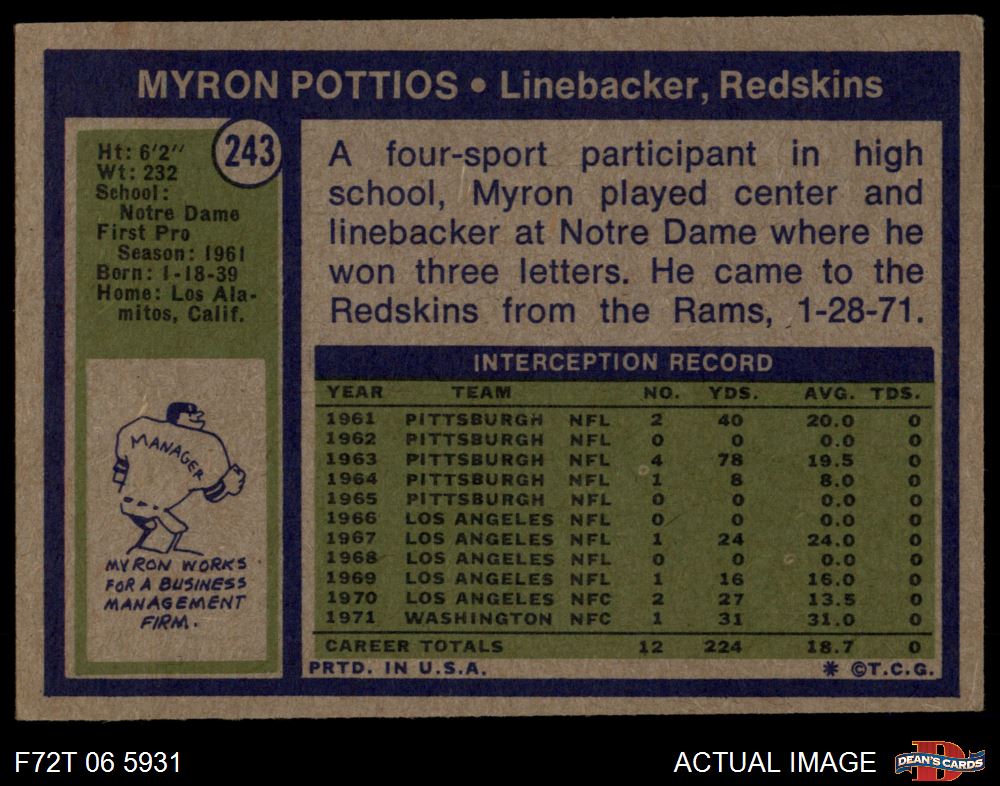 MYRON POTTIOS • Linebacker, Redskins
243
Ht: 6'2"
Wt: 232
School:
Notre Dame
First Pro
Season: 1961
Born: 1-18-39
Home: Los Ala-
mitos, Calif.
A four-sport participant in high
school, Myron played center and
linebacker at Notre Dame where he
won three letters. He came to the
Redskins from the Rams, 1-28-71.
MANAGER
MYRON WORKS
FOR A BUSINESS
MANAGEMENT
FIRM.
INTERCEPTION RECORD
YEAR TEAM NO. YDS. AVG. TDS.
1961 PITTSBURGH NFL 2 40 20.0 0
1962 PITTSBURGH NFL 0 0 0.0 0
1963 PITTSBURGH NFL 4 78 19.5 0
1964 PITTSBURGH NFL 1 8 8.0 0
1965 PITTSBURGH NFL 0 0 0.0 0
1966 LOS ANGELES NFL 0 0 0.0 0
1967 LOS ANGELES NFL 1 24 24.0 0
1968 LOS ANGELES NFL 0 0 0.0 0
1969 LOS ANGELES NFL 1 16 16.0 0
1970 LOS ANGELES NFC 2 27 13.5 0
1971 WASHINGTON NFC 1 31 31.0 0
CAREER TOTALS 12 224 18.7 0
PRTD. IN U.S.A. * ©T.C.G.
F72T 06 5931 ACTUAL IMAGE
D
DEAN'S CARDS